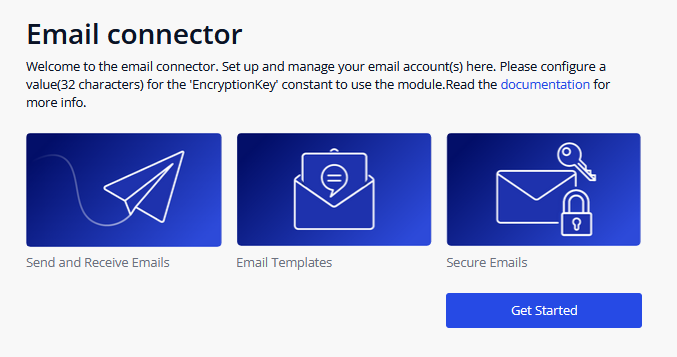 Email connector
Welcome to the email connector. Set up and manage your email account(s) here. Please configure a
value(32 characters) for the 'EncryptionKey' constant to use the module.Read the documentation for
more info.
Send and Receive Emails
Email Templates
Secure Emails
Get Started